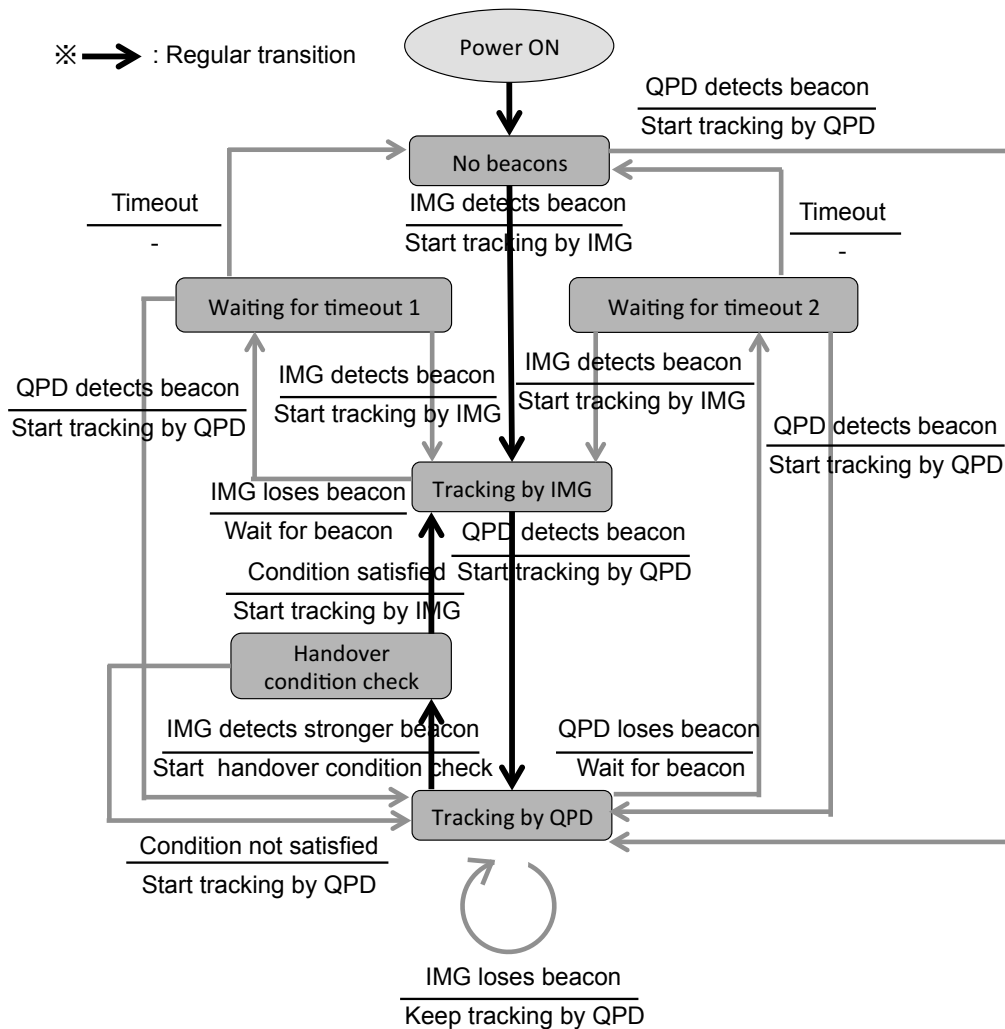 Power ON
※ : Regular transition
QPD detects beacon
Start tracking by QPD
No beacons
IMG detects beacon
Start tracking by IMG
Timeout
-
Timeout
-
Waiting for timeout 1
Waiting for timeout 2
QPD detects beacon
Start tracking by QPD
IMG detects beacon
Start tracking by IMG
IMG detects beacon
Start tracking by IMG
QPD detects beacon
Start tracking by QPD
Tracking by IMG
IMG loses beacon
Wait for beacon
QPD detects beacon
Start tracking by QPD
Condition satisfied
Start tracking by IMG
Handover
condition check
IMG detects stronger beacon
Start handover condition check
QPD loses beacon
Wait for beacon
Tracking by QPD
Condition not satisfied
Start tracking by QPD
IMG loses beacon
Keep tracking by QPD